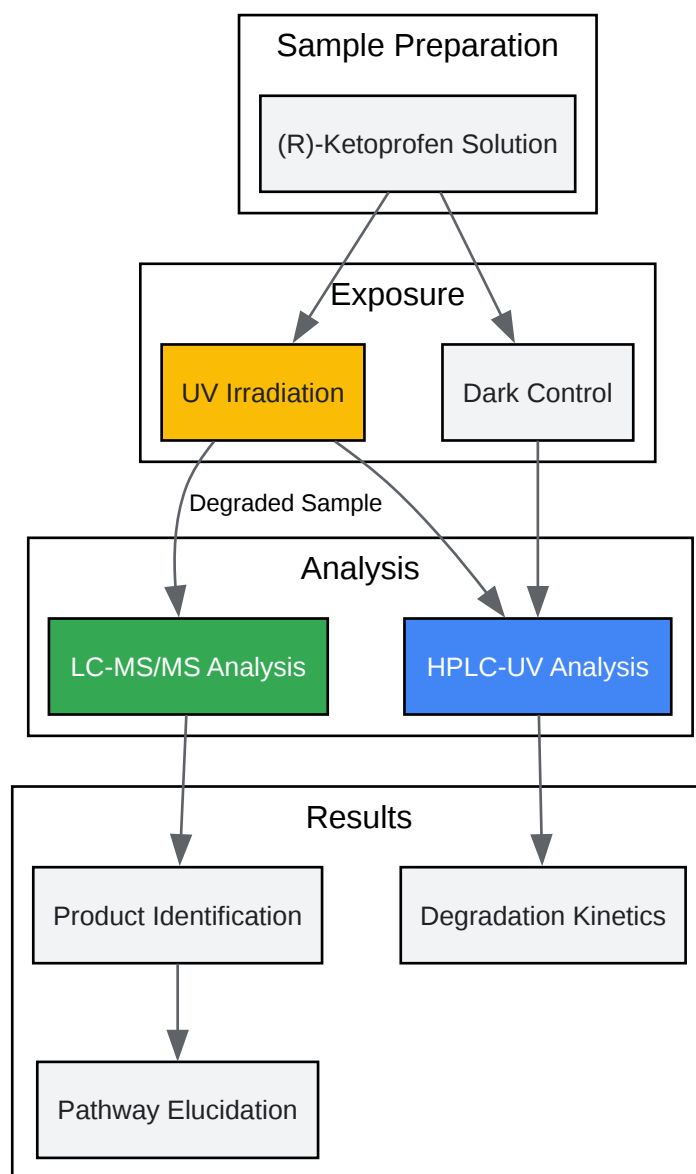 Sample Preparation
(R)-Ketoprofen Solution
Exposure
UV Irradiation
Dark Control
Degraded Sample
Analysis
LC-MS/MS Analysis
HPLC-UV Analysis
Results
Product Identification
Degradation Kinetics
Pathway Elucidation